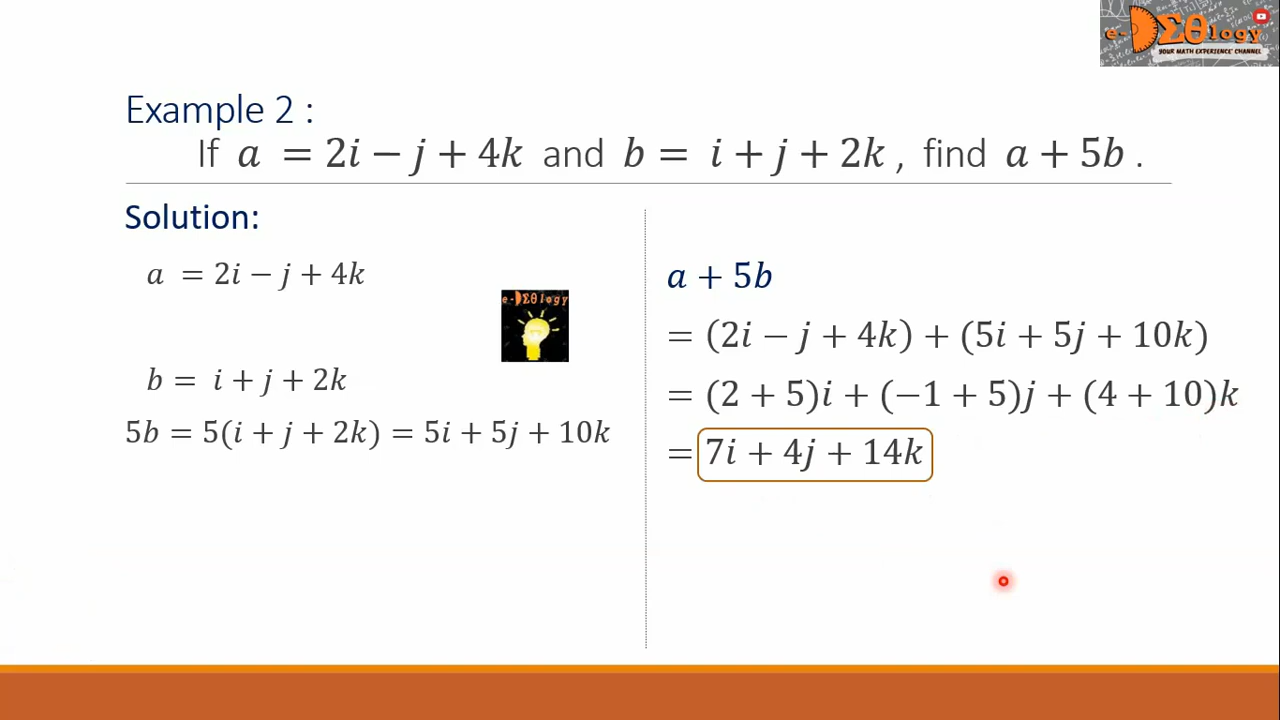 e-DΣθlogy
YOUR MATH EXPERIENCE CHANNEL
Example 2 :
If a = 2i − j + 4k and b = i + j + 2k , find a + 5b .
Solution:
a = 2i − j + 4k
e-DΣθlogy
b = i + j + 2k
5b = 5(i + j + 2k) = 5i + 5j + 10k
a + 5b
= (2i − j + 4k) + (5i + 5j + 10k)
= (2 + 5)i + (−1 + 5)j + (4 + 10)k
= 7i + 4j + 14k